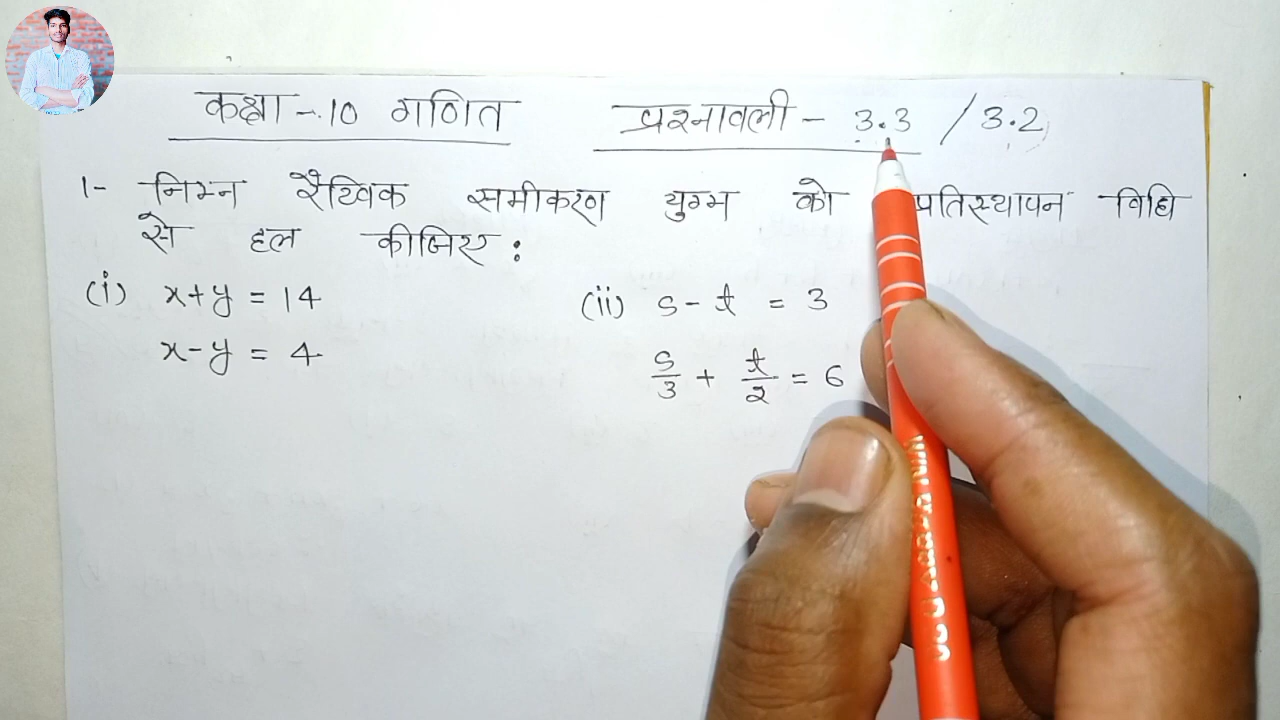 कक्षा - 10 गणित प्रश्नावली - 3.3 / 3.2
1- निम्न रैखिक समीकरण युग्म को प्रतिस्थापन विधि
से हल कीजिए :
(i) x+y = 14 (ii) s - t = 3
x-y = 4 s/3 + t/2 = 6